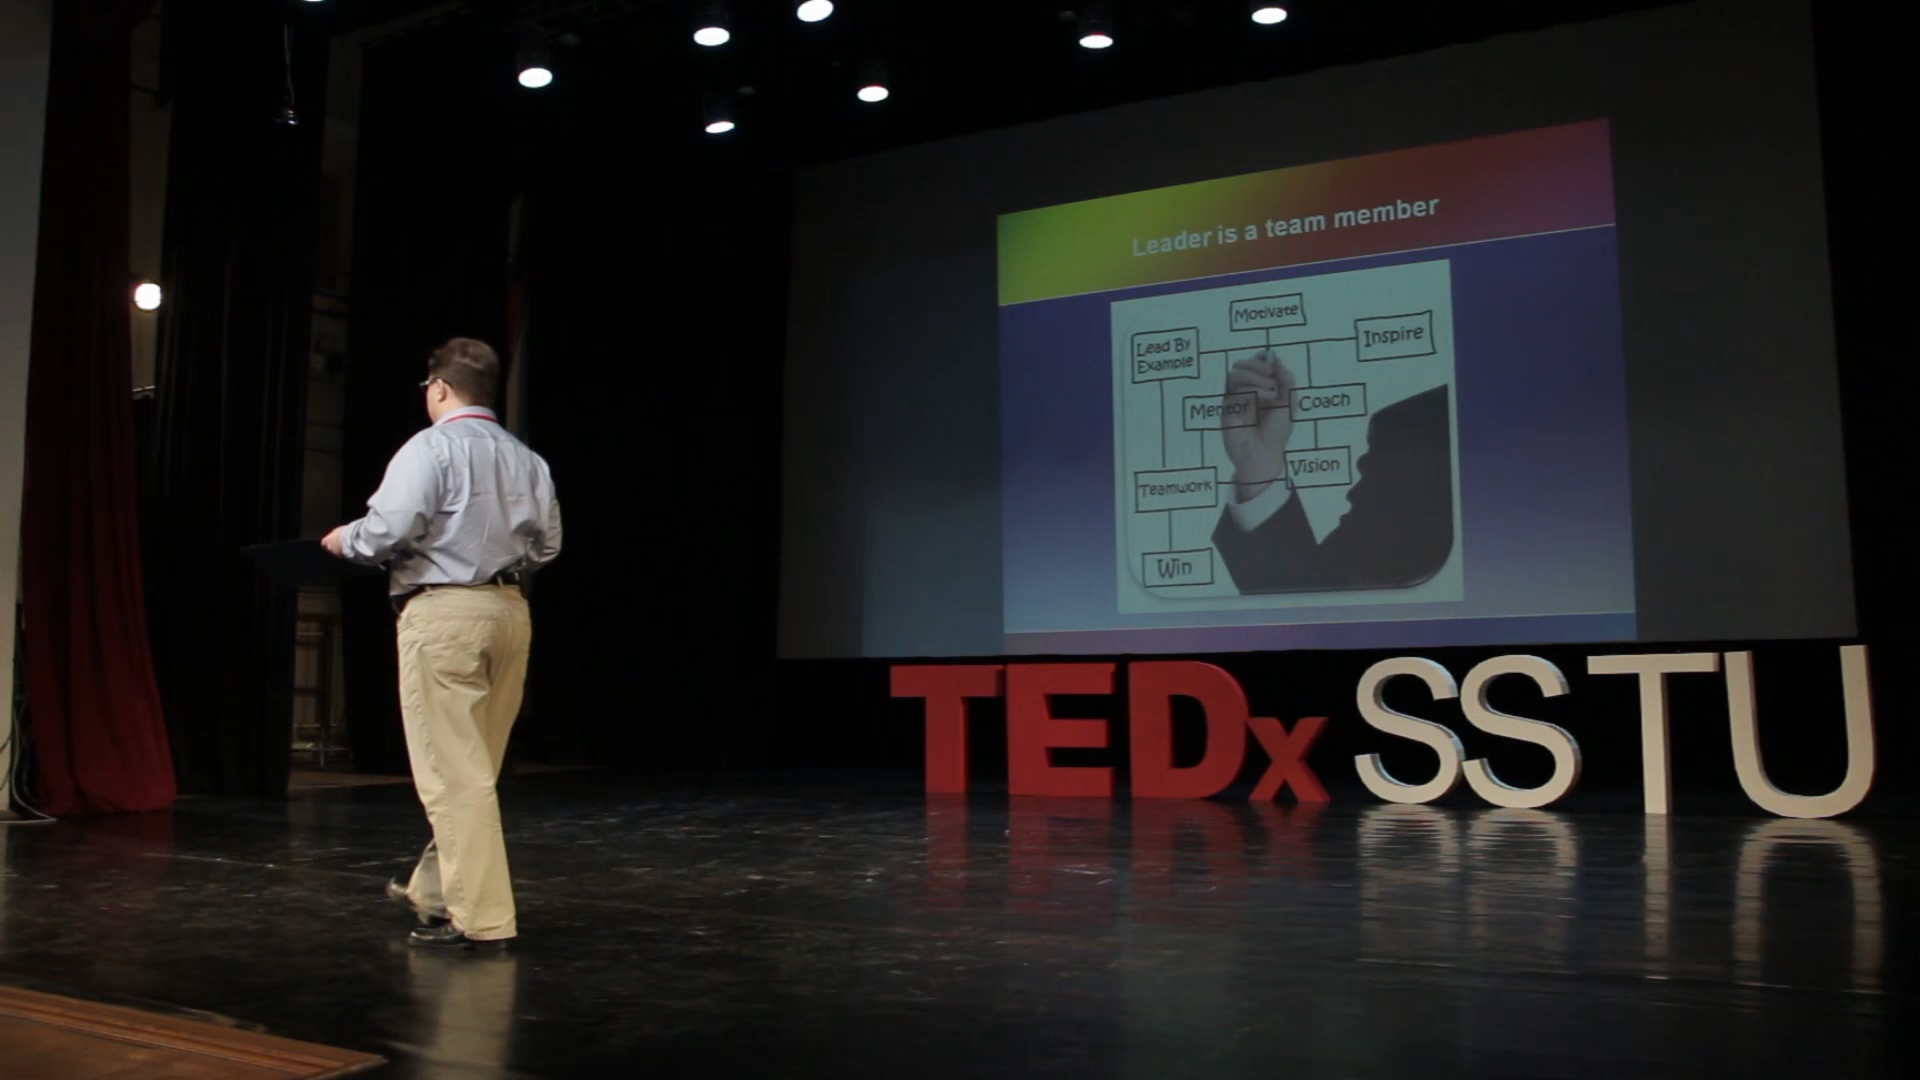 Leader is a team member
Motivate
Lead By
Example
Inspire
Mentor
Coach
Vision
Teamwork
Win
TEDx SSTU